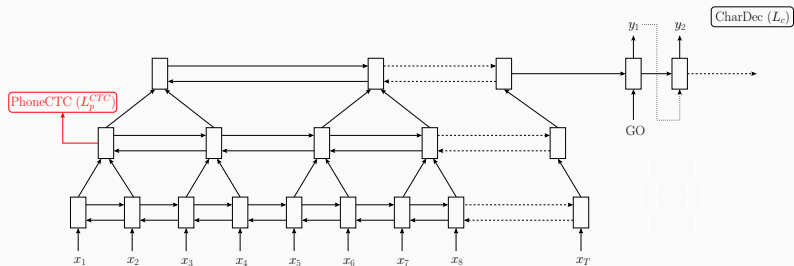 y_1 y_2 CharDec (L_c)
PhoneCTC (L_p^{CTC})
GO
x_1 x_2 x_3 x_4 x_5 x_6 x_7 x_8 x_T